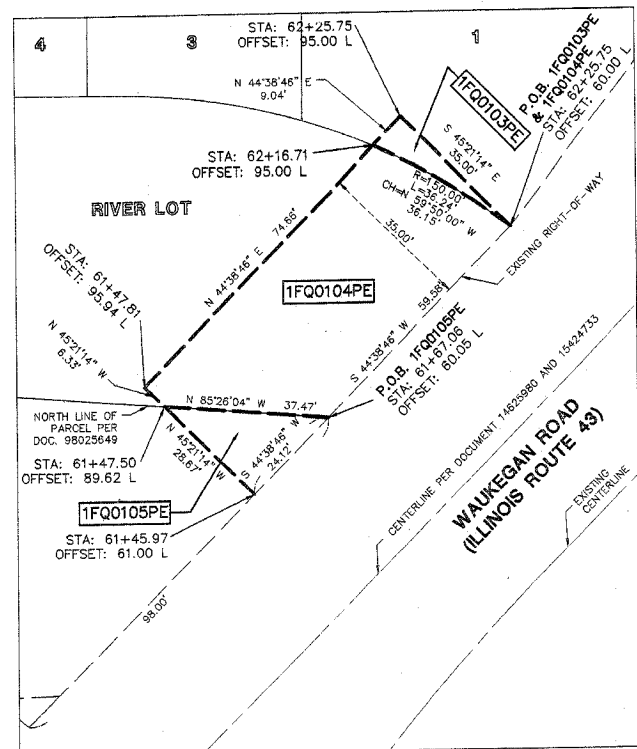 4
3
1
STA: 62+25.75
OFFSET: 95.00 L
N 44°38'46" E
9.04'
1FQ0103PE
P.O.B. 1FQ0103PE
& 1FQ0104PE
STA: 62+25.75
OFFSET: 60.00 L
S 45°21'14" E
35.00'
STA: 62+16.71
OFFSET: 95.00 L
R=150.00'
L=36.24'
CH=N 59°50'00" W
36.15'
RIVER LOT
N 44°38'46" E 74.66'
35.00'
EXISTING RIGHT-OF-WAY
STA: 61+47.81
OFFSET: 95.94 L
1FQ0104PE
S 44°38'46" W 59.58'
N 45°21'14" W
6.33'
P.O.B. 1FQ0105PE
STA: 61+67.06
OFFSET: 60.05 L
N 85°26'04" W 37.47'
NORTH LINE OF
PARCEL PER
DOC. 98025649
N 45°21'14" W
28.67'
S 44°38'46" W
24.12'
STA: 61+47.50
OFFSET: 89.62 L
1FQ0105PE
STA: 61+45.97
OFFSET: 61.00 L
CENTERLINE PER DOCUMENT 14625980 AND 15424733
WAUKEGAN ROAD
(ILLINOIS ROUTE 43)
EXISTING
CENTERLINE
98.00'